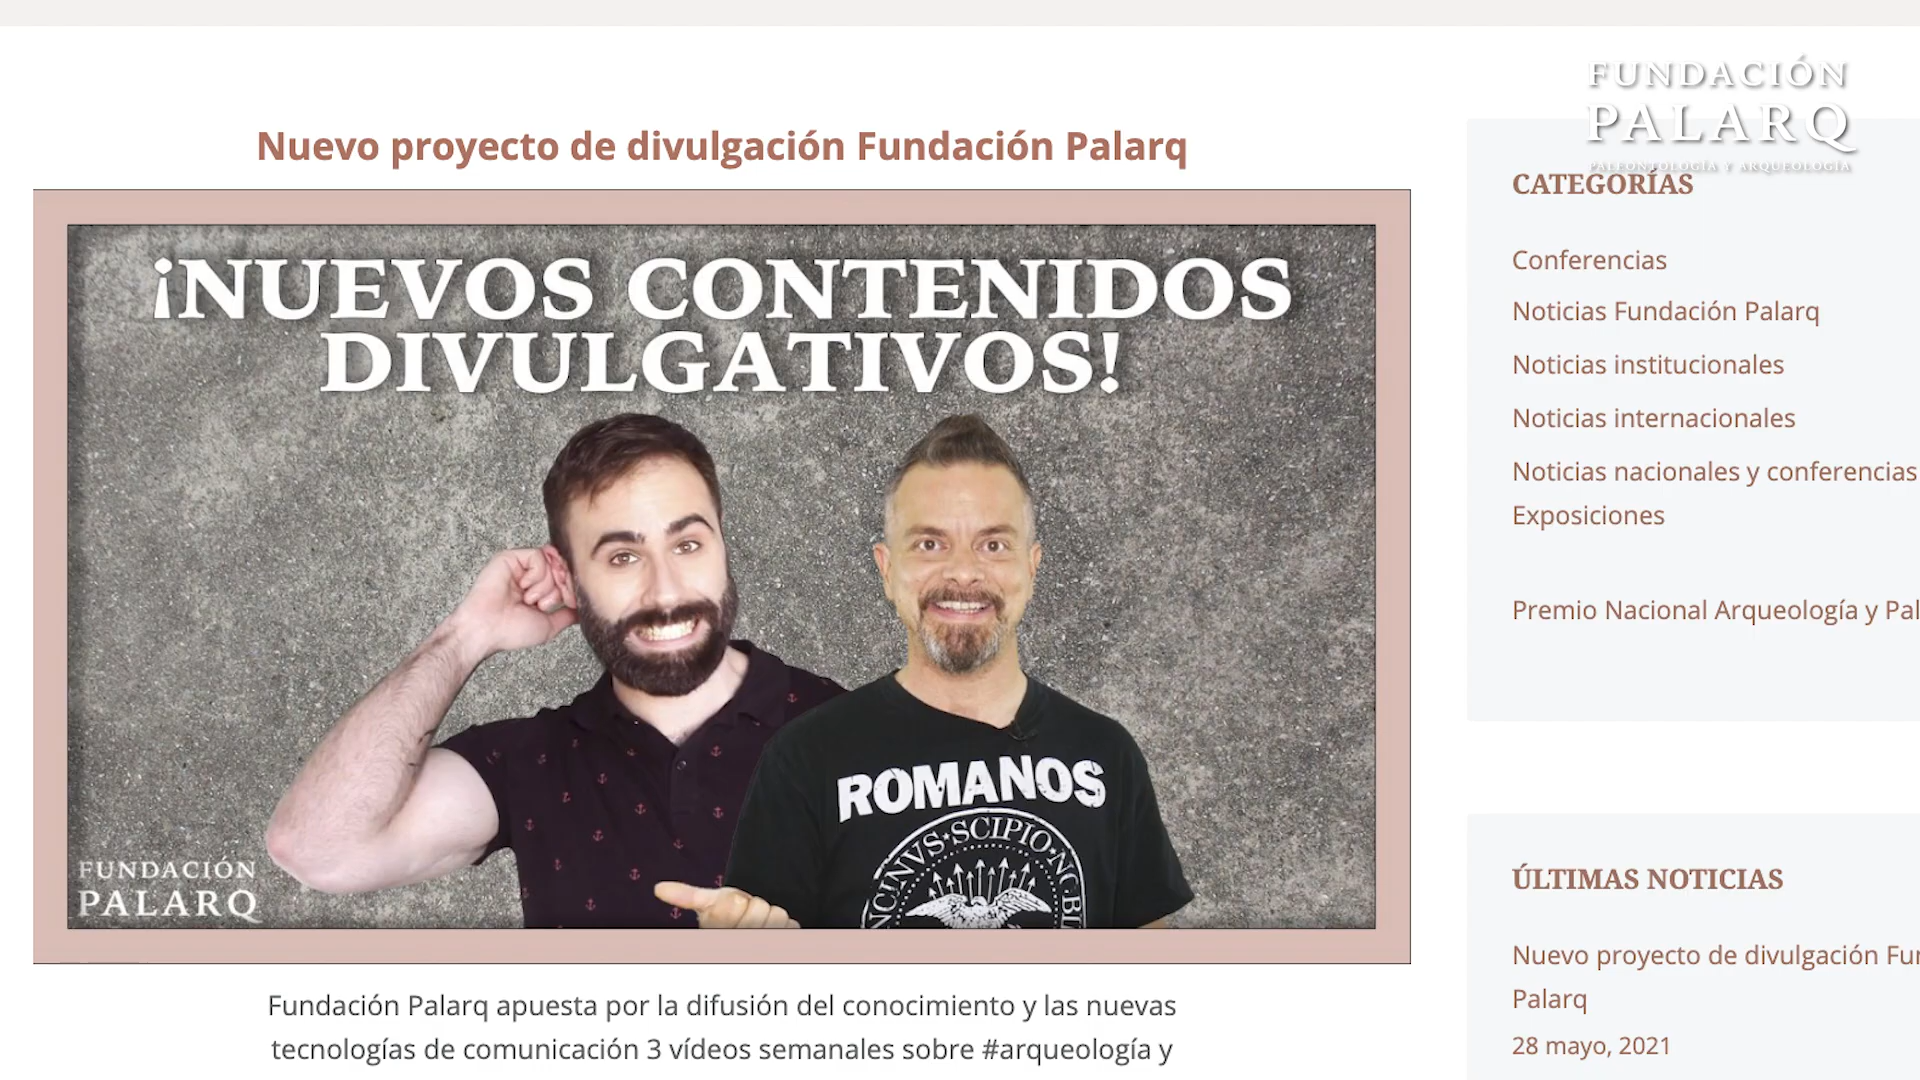 FUNDACIÓN
PALARQ
PALEONTOLOGÍA Y ARQUEOLOGÍA
Nuevo proyecto de divulgación Fundación Palarq
¡NUEVOS CONTENIDOS
DIVULGATIVOS!
ROMANOS
SCIPIO
FUNDACIÓN
PALARQ
Fundación Palarq apuesta por la difusión del conocimiento y las nuevas
tecnologías de comunicación 3 vídeos semanales sobre #arqueología y
CATEGORÍAS
Conferencias
Noticias Fundación Palarq
Noticias institucionales
Noticias internacionales
Noticias nacionales y conferencias
Exposiciones
Premio Nacional Arqueología y Pal
ÚLTIMAS NOTICIAS
Nuevo proyecto de divulgación Fun
Palarq
28 mayo, 2021